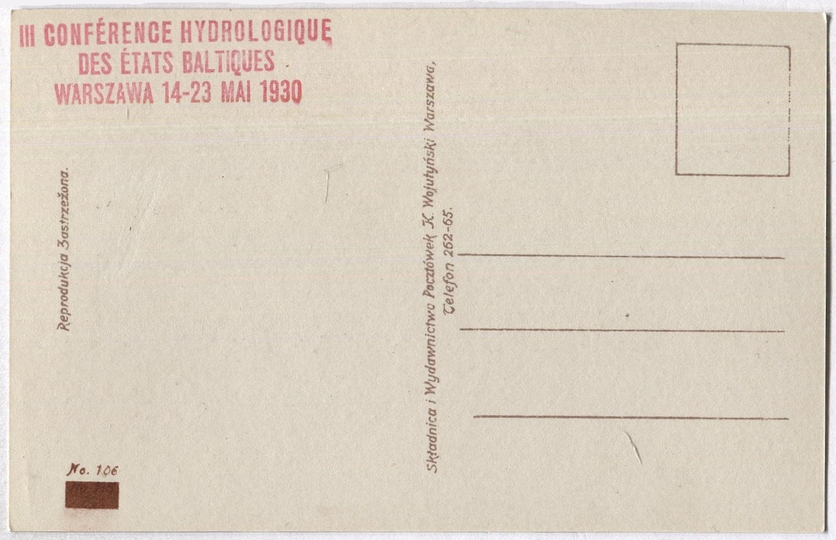 III CONFÉRENCE HYDROLOGIQUE
DES ÉTATS BALTIQUES
WARSZAWA 14-23 MAI 1930
Reprodukcja Zastrzeżona.
Składnica i Wydawnictwo Pocztówek K. Wojutyński Warszawa,
Telefon 262-65.
No. 106